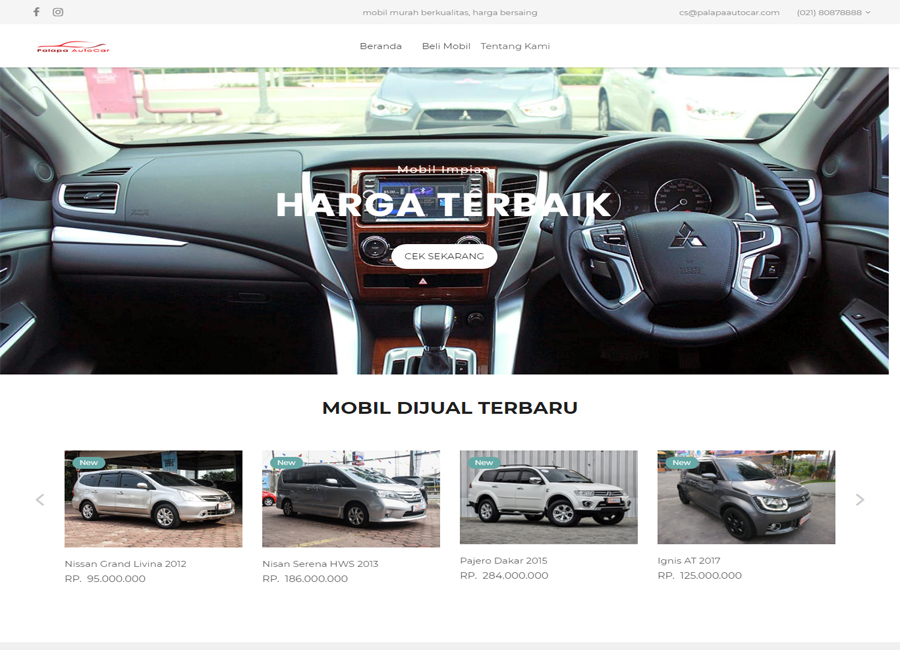 mobil murah berkualitas, harga bersaing
cs@palapaautocar.com
(021) 80878888
Palapa AutoCar
Beranda
Beli Mobil
Tentang Kami
Mobil Impian
HARGA TERBAIK
CEK SEKARANG
MOBIL DIJUAL TERBARU
New
New
New
New
Nissan Grand Livina 2012
RP. 95.000.000
Nisan Serena HWS 2013
RP. 186.000.000
Pajero Dakar 2015
RP. 284.000.000
Ignis AT 2017
RP. 125.000.000